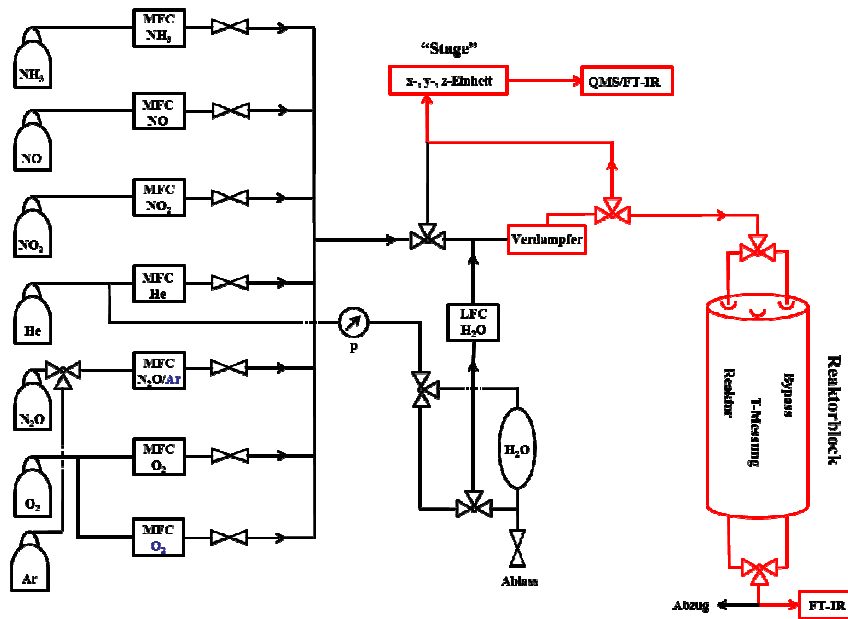 MFC
NH₃
NH₃
"Stage"
x-, y-, z-Einheit
QMS/FT-IR
MFC
NO
NO
MFC
NO₂
NO₂
Verdampfer
MFC
He
He
p
LFC
H₂O
MFC
N₂O/Ar
N₂O
Reaktor
T-Messung
Bypass
Reaktorblock
H₂O
MFC
O₂
O₂
MFC
O₂
Ar
Ablass
Abzug
FT-IR